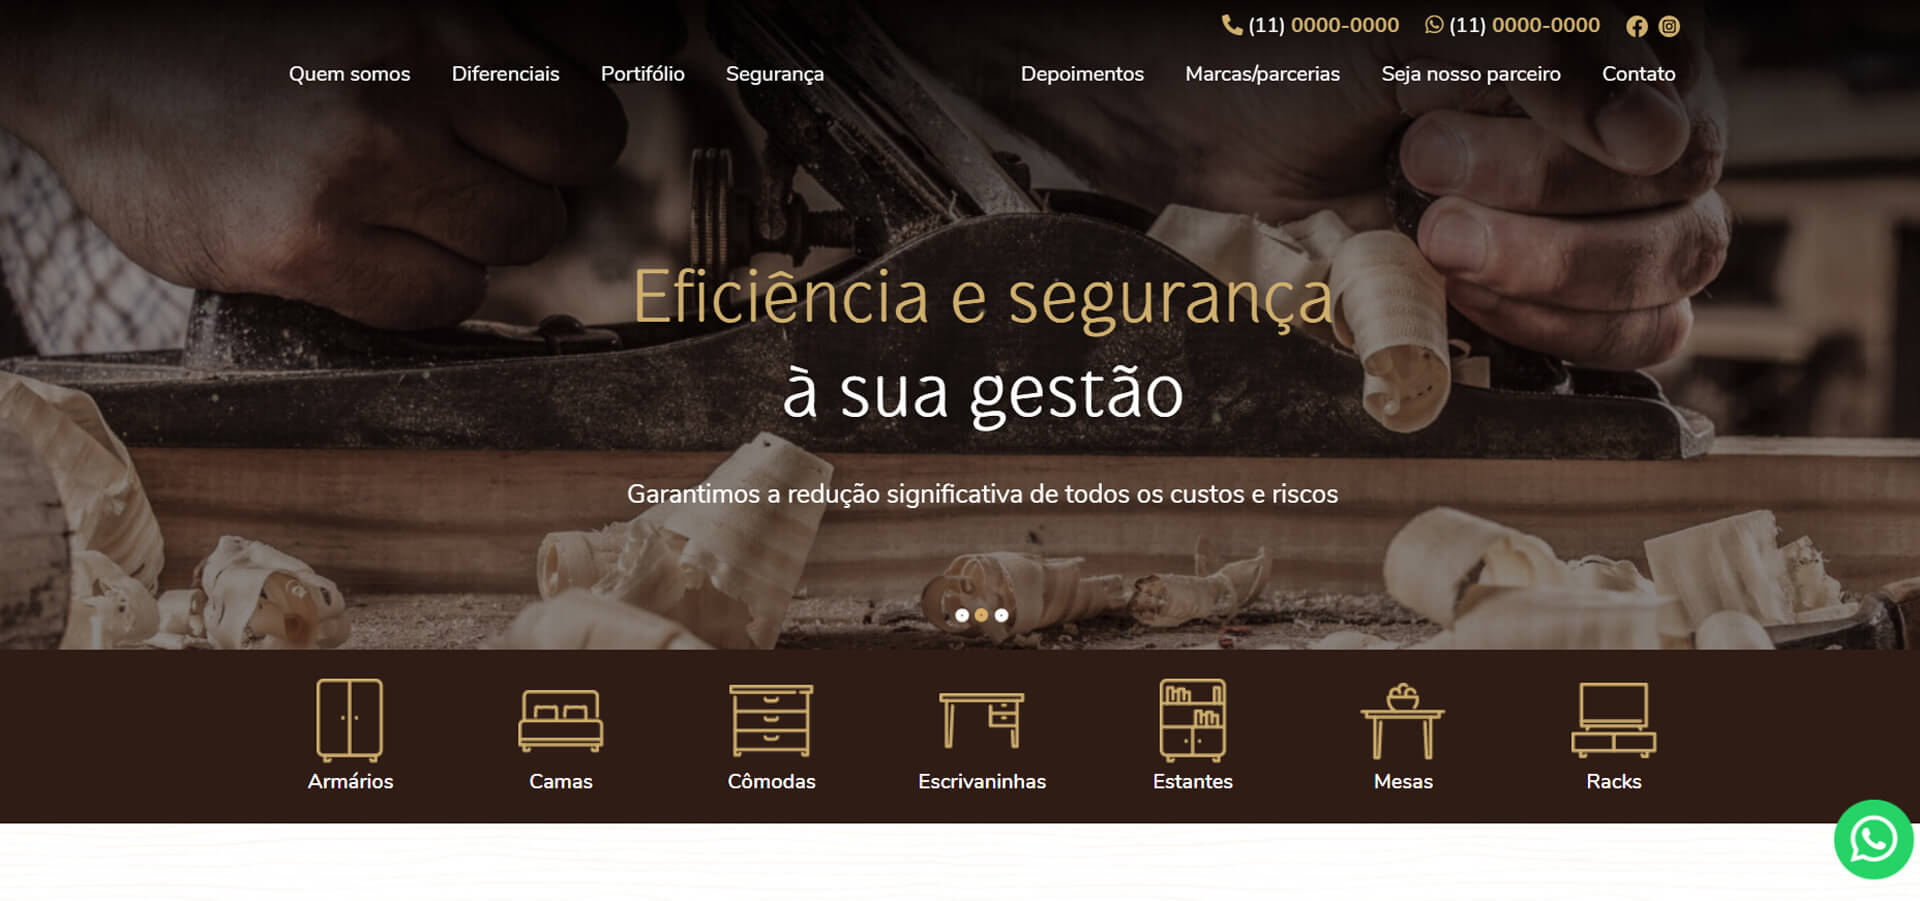 (11) 0000-0000 (11) 0000-0000
Quem somos Diferenciais Portifólio Segurança Depoimentos Marcas/parcerias Seja nosso parceiro Contato
Eficiência e segurança
à sua gestão
Garantimos a redução significativa de todos os custos e riscos
Armários Camas Cômodas Escrivaninhas Estantes Mesas Racks